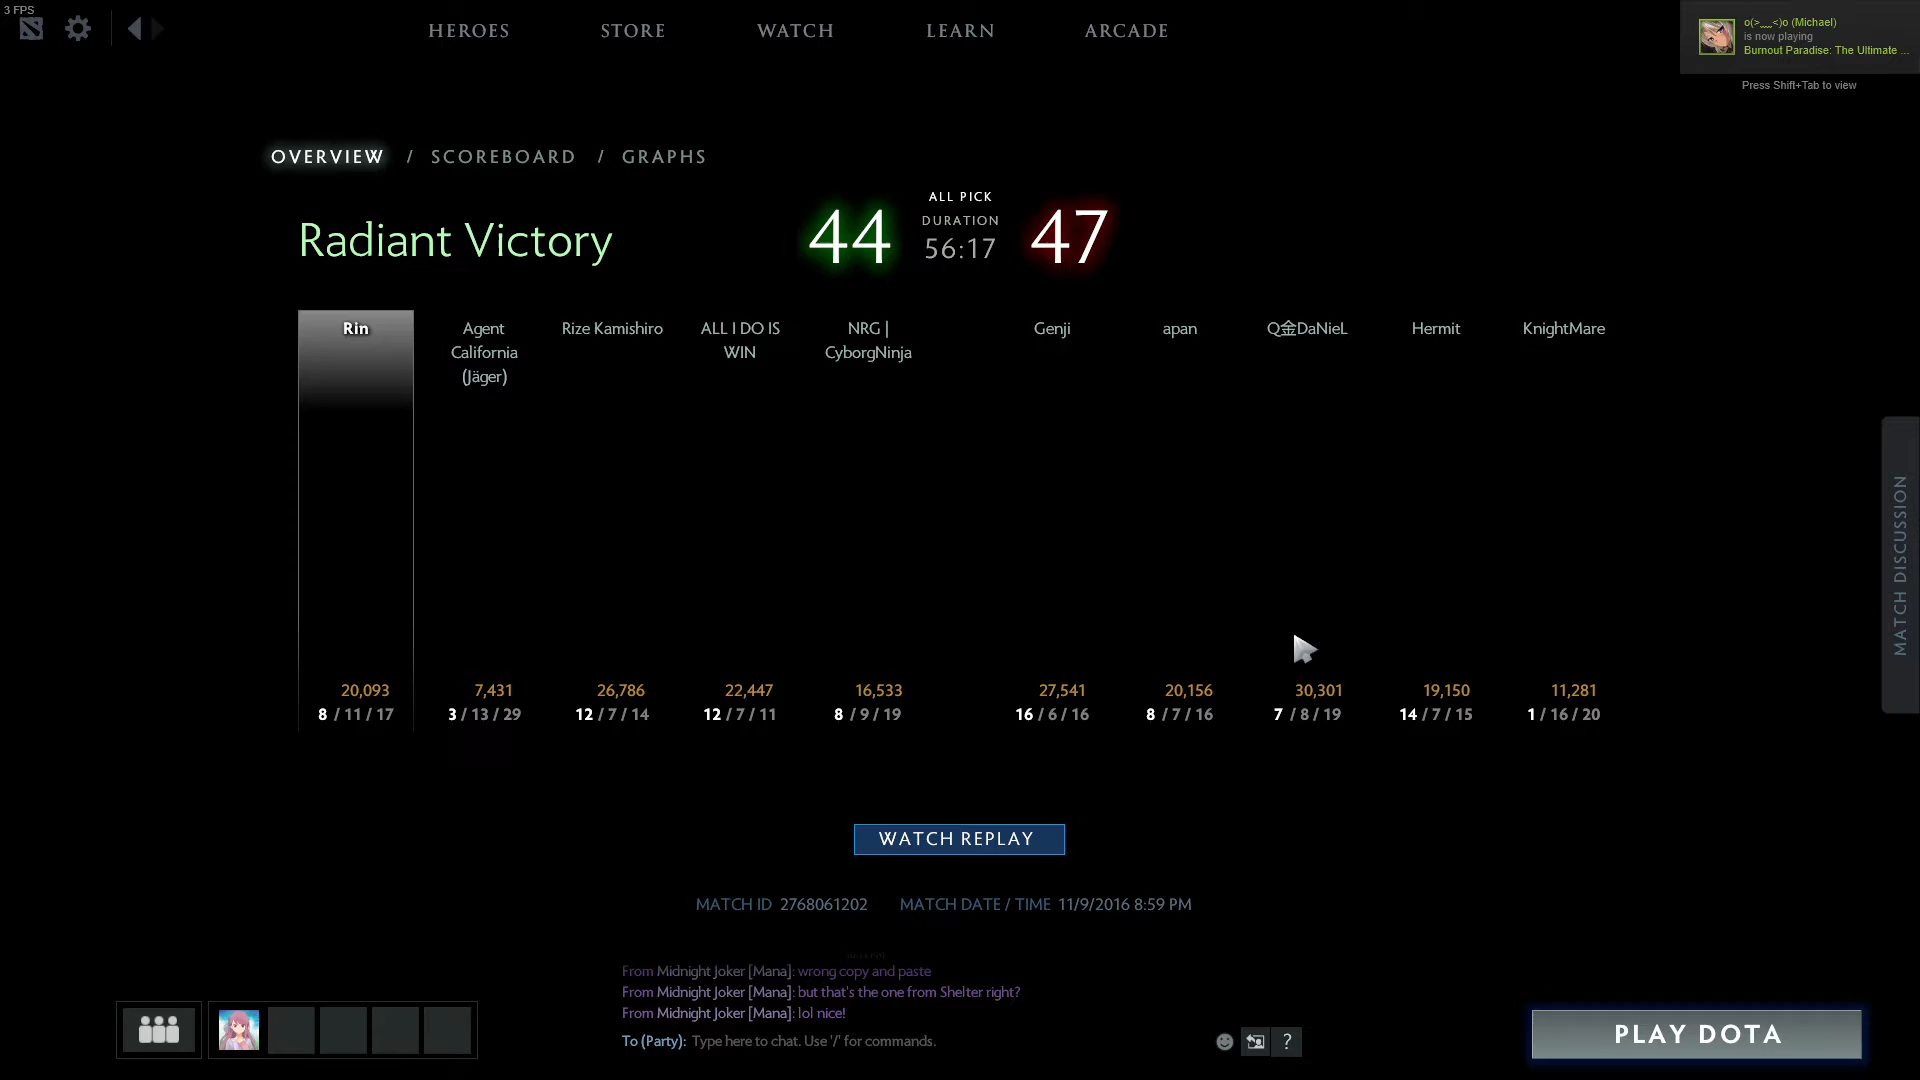 3 FPS
HEROES
STORE
WATCH
LEARN
ARCADE
o(>﹏<)o (Michael)
is now playing
Burnout Paradise: The Ultimate ...
Press Shift+Tab to view
OVERVIEW / SCOREBOARD / GRAPHS
Radiant Victory
44
ALL PICK
DURATION
56:17
47
Rin
Agent
California
(Jäger)
Rize Kamishiro
ALL I DO IS
WIN
NRG |
CyborgNinja
Genji
apan
Q金DaNieL
Hermit
KnightMare
MATCH DISCUSSION
20,093 7,431 26,786 22,447 16,533 27,541 20,156 30,301 19,150 11,281
8 / 11 / 17 3 / 13 / 29 12 / 7 / 14 12 / 7 / 11 8 / 9 / 19 16 / 6 / 16 8 / 7 / 16 7 / 8 / 19 14 / 7 / 15 1 / 16 / 20
WATCH REPLAY
MATCH ID 2768061202 MATCH DATE / TIME 11/9/2016 8:59 PM
From Midnight Joker [Mana]: wrong copy and paste
From Midnight Joker [Mana]: but that's the one from Shelter right?
From Midnight Joker [Mana]: lol nice!
To (Party): Type here to chat. Use '/' for commands.
?
PLAY DOTA